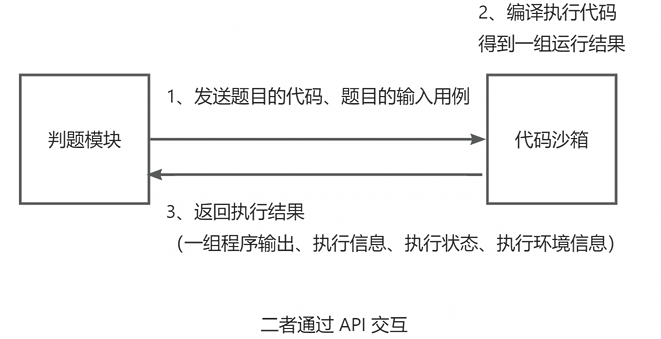 2、编译执行代码
得到一组运行结果
1、发送题目的代码、题目的输入用例
判题模块
代码沙箱
3、返回执行结果
（一组程序输出、执行信息、执行状态、执行环境信息）
二者通过 API 交互